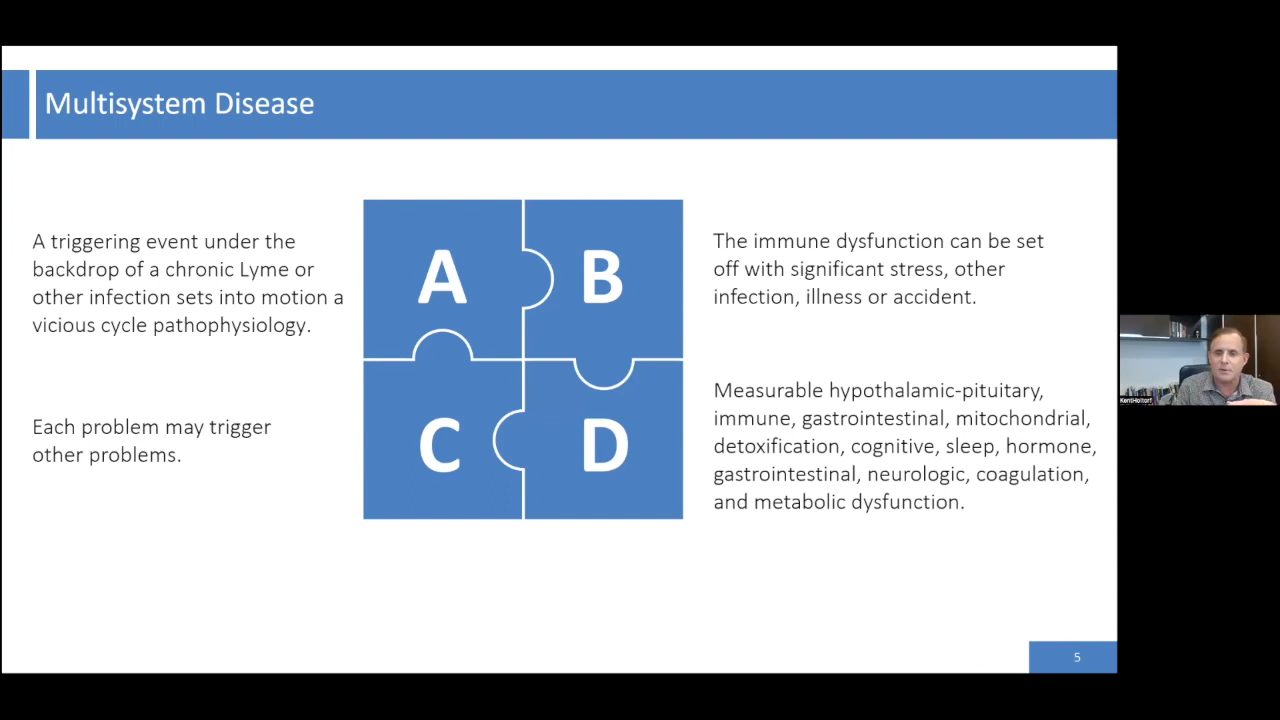 Multisystem Disease
A triggering event under the
backdrop of a chronic Lyme or
other infection sets into motion a
vicious cycle pathophysiology.
A
B
The immune dysfunction can be set
off with significant stress, other
infection, illness or accident.
Each problem may trigger
other problems.
C
D
Measurable hypothalamic-pituitary,
immune, gastrointestinal, mitochondrial,
detoxification, cognitive, sleep, hormone,
gastrointestinal, neurologic, coagulation,
and metabolic dysfunction.
KentHoltorf
5